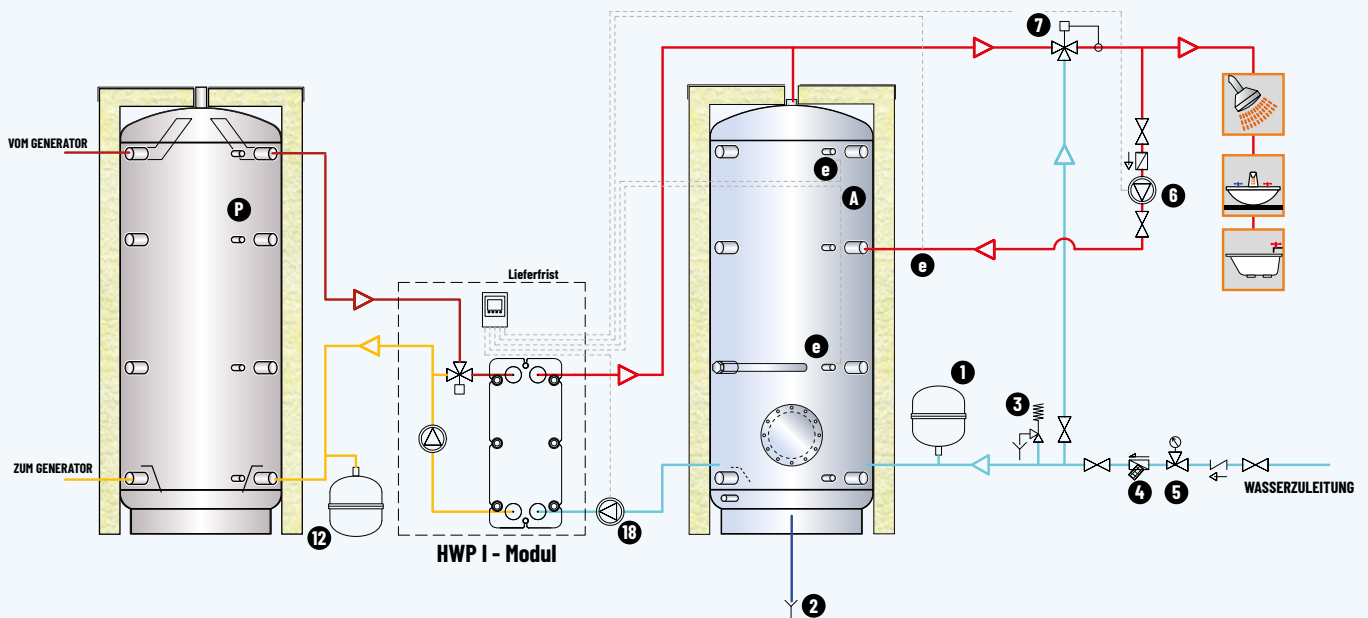 7
VOM GENERATOR
e
P
A
6
e
Lieferfrist
e
1
3
ZUM GENERATOR
4
5
WASSERZULEITUNG
12
18
HWP I - Modul
2